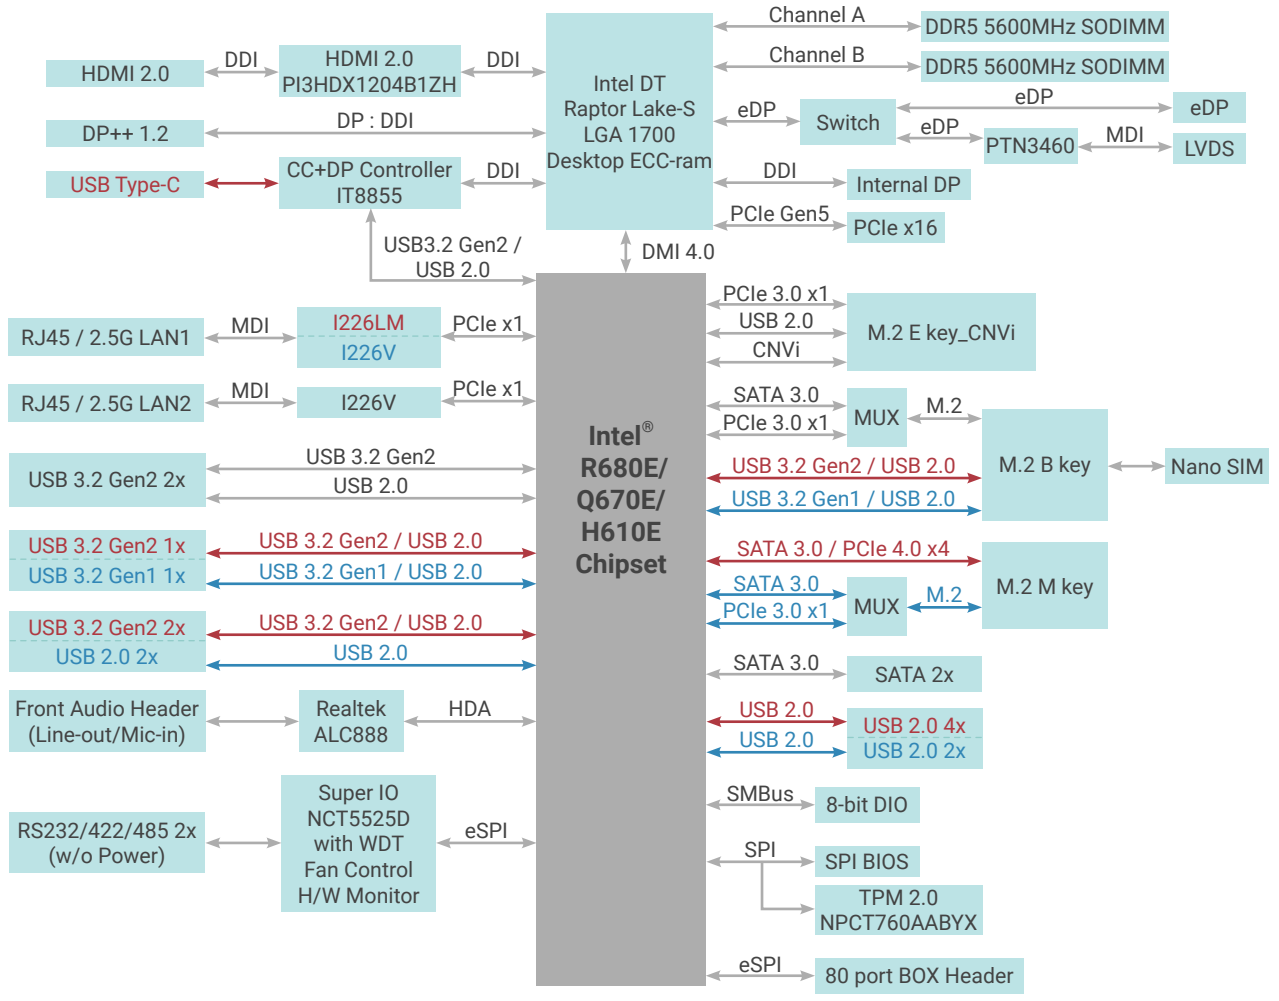 Channel A
DDR5 5600MHz SODIMM
Channel B
DDR5 5600MHz SODIMM
HDMI 2.0
DDI
HDMI 2.0
PI3HDX1204B1ZH
DDI
Intel DT
Raptor Lake-S
LGA 1700
Desktop ECC-ram
eDP
Switch
eDP
eDP
eDP
PTN3460
MDI
LVDS
DP++ 1.2
DP : DDI
USB Type-C
CC+DP Controller
IT8855
DDI
DDI
Internal DP
PCIe Gen5
PCIe x16
USB3.2 Gen2 /
USB 2.0
DMI 4.0
RJ45 / 2.5G LAN1
MDI
I226LM
I226V
PCIe x1
RJ45 / 2.5G LAN2
MDI
I226V
PCIe x1
USB 3.2 Gen2 2x
USB 3.2 Gen2
USB 2.0
USB 3.2 Gen2 1x
USB 3.2 Gen1 1x
USB 3.2 Gen2 / USB 2.0
USB 3.2 Gen1 / USB 2.0
USB 3.2 Gen2 2x
USB 2.0 2x
USB 3.2 Gen2 / USB 2.0
USB 2.0
Front Audio Header
(Line-out/Mic-in)
Realtek
ALC888
HDA
RS232/422/485 2x
(w/o Power)
Super IO
NCT5525D
with WDT
Fan Control
H/W Monitor
eSPI
Intel®
R680E/
Q670E/
H610E
Chipset
PCIe 3.0 x1
USB 2.0
CNVi
M.2 E key_CNVi
SATA 3.0
PCIe 3.0 x1
MUX
M.2
USB 3.2 Gen2 / USB 2.0
USB 3.2 Gen1 / USB 2.0
M.2 B key
Nano SIM
SATA 3.0 / PCIe 4.0 x4
SATA 3.0
PCIe 3.0 x1
MUX
M.2
M.2 M key
SATA 3.0
SATA 2x
USB 2.0
USB 2.0
USB 2.0 4x
USB 2.0 2x
SMBus
8-bit DIO
SPI
SPI BIOS
TPM 2.0
NPCT760AABYX
eSPI
80 port BOX Header